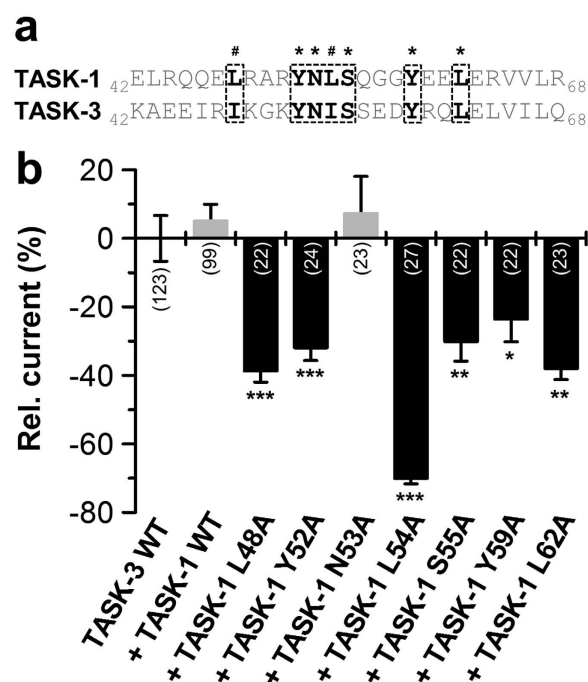 a
# * * # * * *
TASK-1 42ELRQQELRARYNLSQGGYEELERVVLR68
TASK-3 42KAEEIRIKGKYNISSEDYRQLELVILQ68
b
Rel. current (%)
20
0
-20
-40
-60
-80
(123)
(99)
(22)
(24)
(23)
(27)
(22)
(22)
(23)
***
***
***
**
*
**
TASK-3 WT
+ TASK-1 WT
+ TASK-1 L48A
+ TASK-1 Y52A
+ TASK-1 N53A
+ TASK-1 L54A
+ TASK-1 S55A
+ TASK-1 Y59A
+ TASK-1 L62A